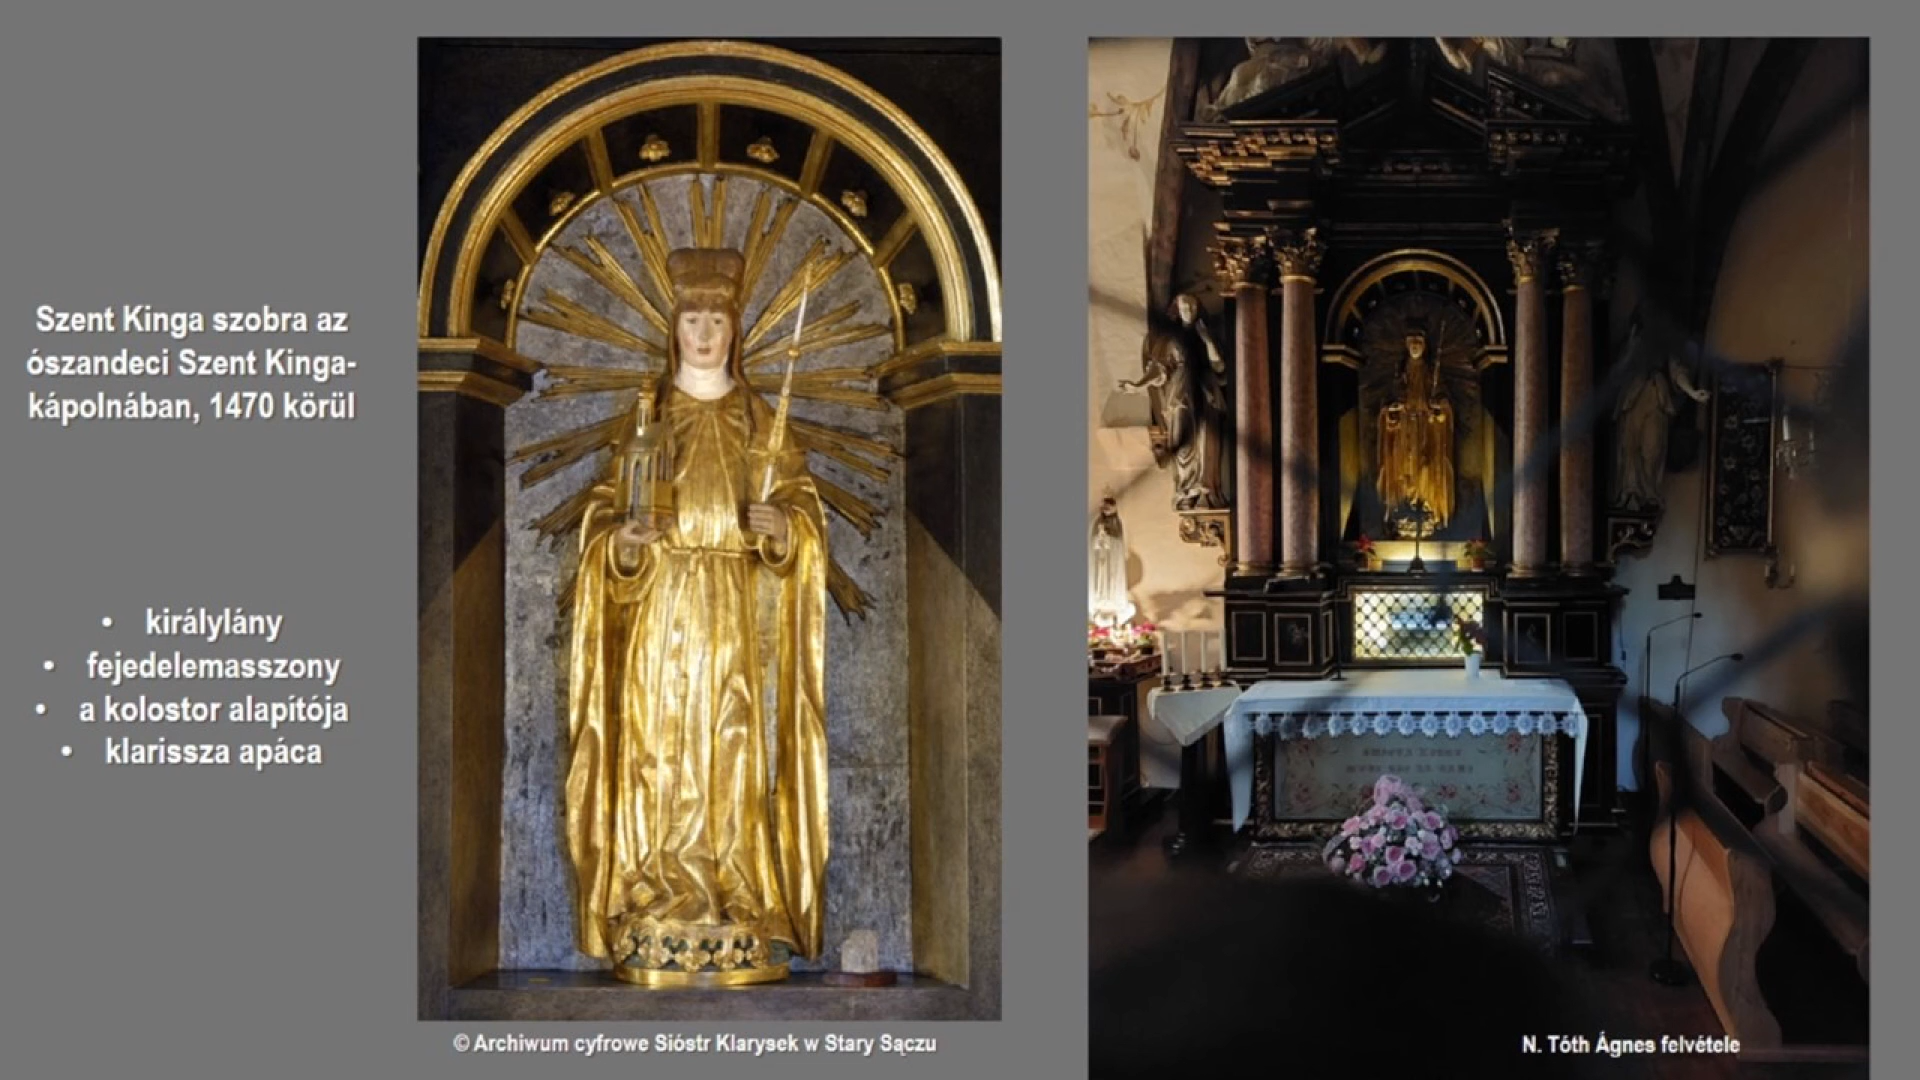 Szent Kinga szobra az
ószandeci Szent Kinga-
kápolnában, 1470 körül
• királylány
• fejedelemasszony
• a kolostor alapítója
• klarissza apáca
© Archiwum cyfrowe Sióstr Klarysek w Stary Sączu
N. Tóth Ágnes felvétele